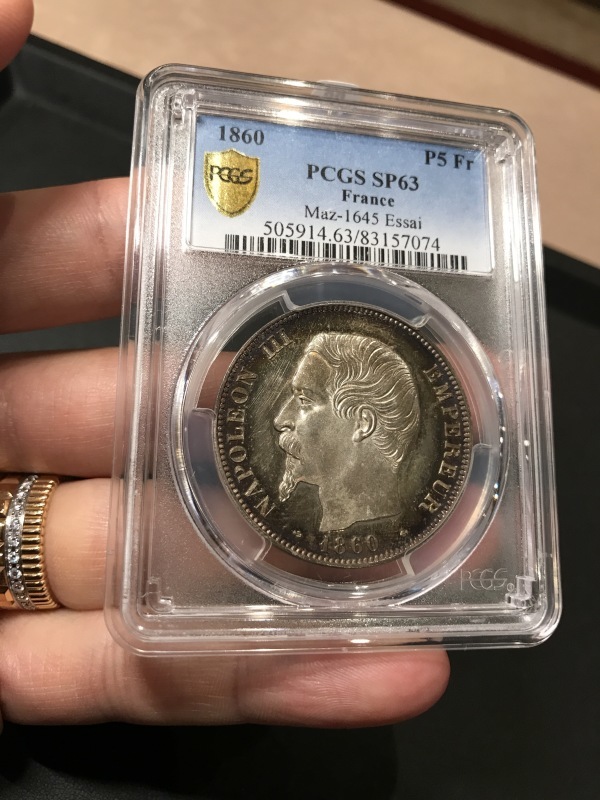 1860
P5 Fr
PCGS
PCGS SP63
France
Maz-1645 Essai
505914.63/83157074
NAPOLEON III
EMPEREUR
1860
PCGS